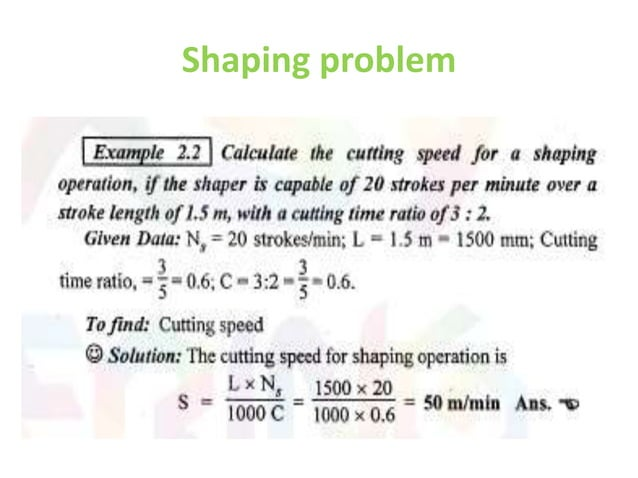 Shaping problem
Example 2.2 Calculate the cutting speed for a shaping
operation, if the shaper is capable of 20 strokes per minute over a
stroke length of 1.5 m, with a cutting time ratio of 3 : 2.
Given Data: Nₛ = 20 strokes/min; L = 1.5 m = 1500 mm; Cutting
time ratio, = 3/5 = 0.6; C = 3:2 = 3/5 = 0.6.
To find: Cutting speed
☺ Solution: The cutting speed for shaping operation is
S = L × Nₛ / 1000 C = 1500 × 20 / 1000 × 0.6 = 50 m/min Ans.